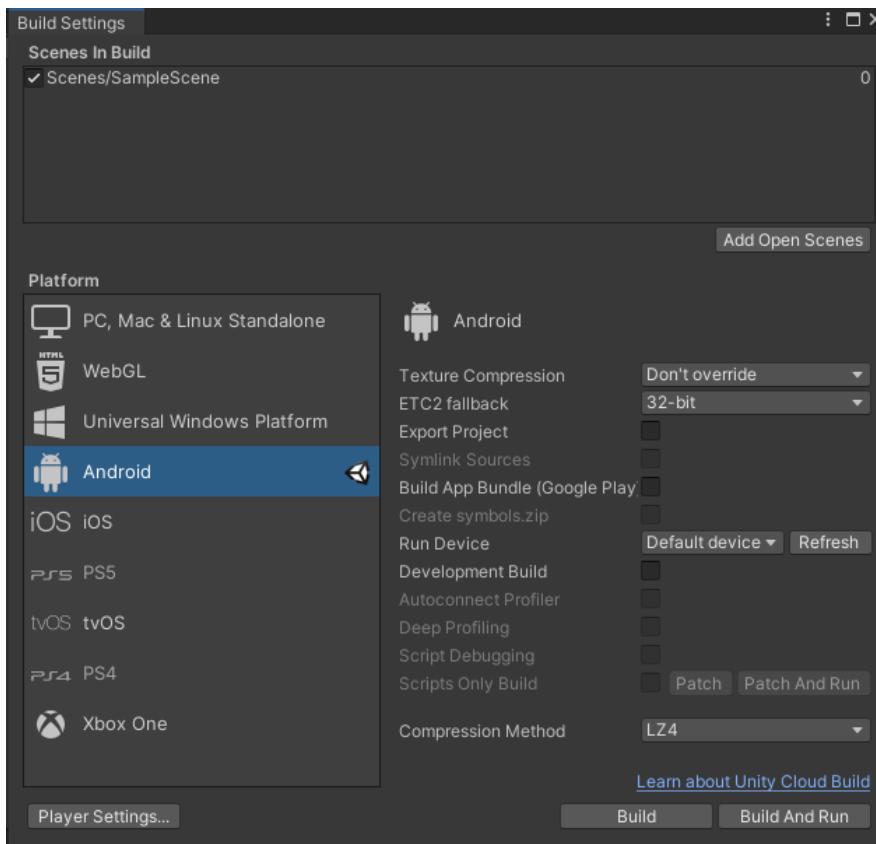 Build Settings
Scenes In Build
Scenes/SampleScene 0
Add Open Scenes
Platform
PC, Mac & Linux Standalone
HTML 5 WebGL
Universal Windows Platform
Android
iOS iOS
PS5 PS5
tvOS tvOS
PS4 PS4
Xbox One
Android
Texture Compression Don't override
ETC2 fallback 32-bit
Export Project
Symlink Sources
Build App Bundle (Google Play)
Create symbols.zip
Run Device Default device Refresh
Development Build
Autoconnect Profiler
Deep Profiling
Script Debugging
Scripts Only Build Patch Patch And Run
Compression Method LZ4
Learn about Unity Cloud Build
Player Settings... Build Build And Run